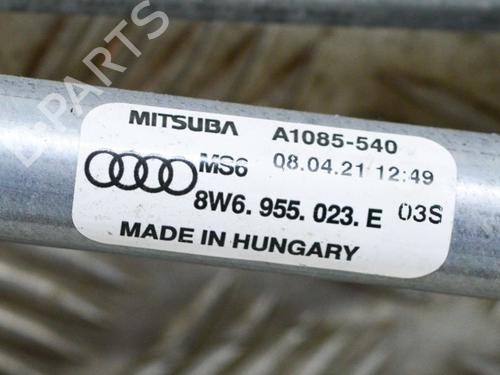 B-PARTS
MITSUBA A1085-540
MS6 08.04.21 12:49
8W6. 955. 023. E 03S
MADE IN HUNGARY